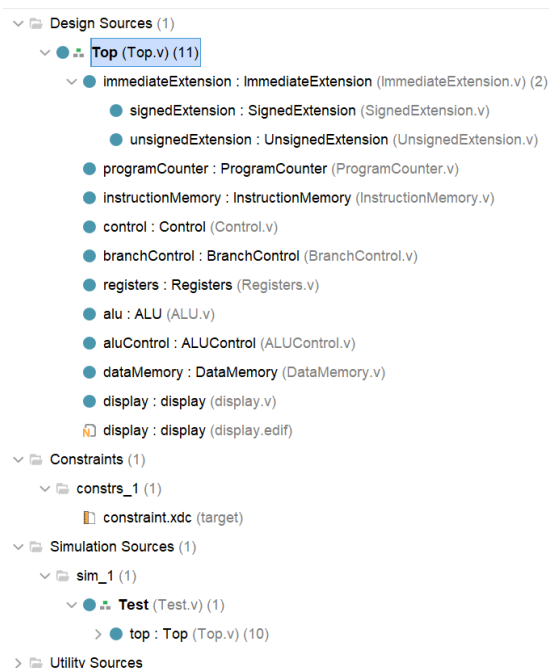 Design Sources (1)
Top (Top.v) (11)
immediateExtension : ImmediateExtension (ImmediateExtension.v) (2)
signedExtension : SignedExtension (SignedExtension.v)
unsignedExtension : UnsignedExtension (UnsignedExtension.v)
programCounter : ProgramCounter (ProgramCounter.v)
instructionMemory : InstructionMemory (InstructionMemory.v)
control : Control (Control.v)
branchControl : BranchControl (BranchControl.v)
registers : Registers (Registers.v)
alu : ALU (ALU.v)
aluControl : ALUControl (ALUControl.v)
dataMemory : DataMemory (DataMemory.v)
display : display (display.v)
N display : display (display.edif)
Constraints (1)
constrs_1 (1)
constraint.xdc (target)
Simulation Sources (1)
sim_1 (1)
Test (Test.v) (1)
top : Top (Top.v) (10)
Utility Sources